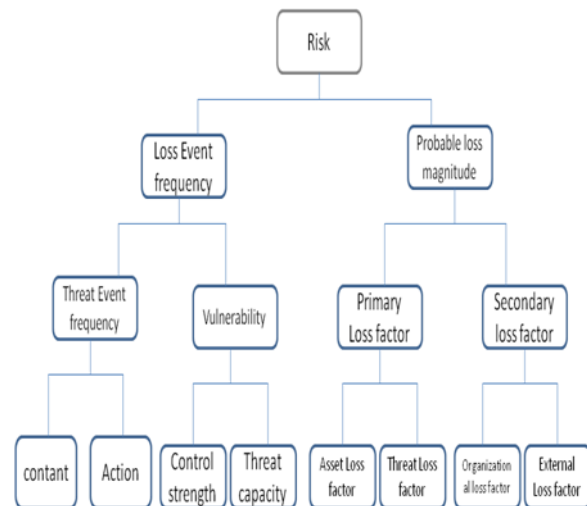 Risk
Loss Event
frequency
Probable loss
magnitude
Threat Event
frequency
Vulnerability
Primary
Loss factor
Secondary
loss factor
contant
Action
Control
strength
Threat
capacity
Asset Loss
factor
Threat Loss
factor
Organization
al loss factor
External
Loss factor